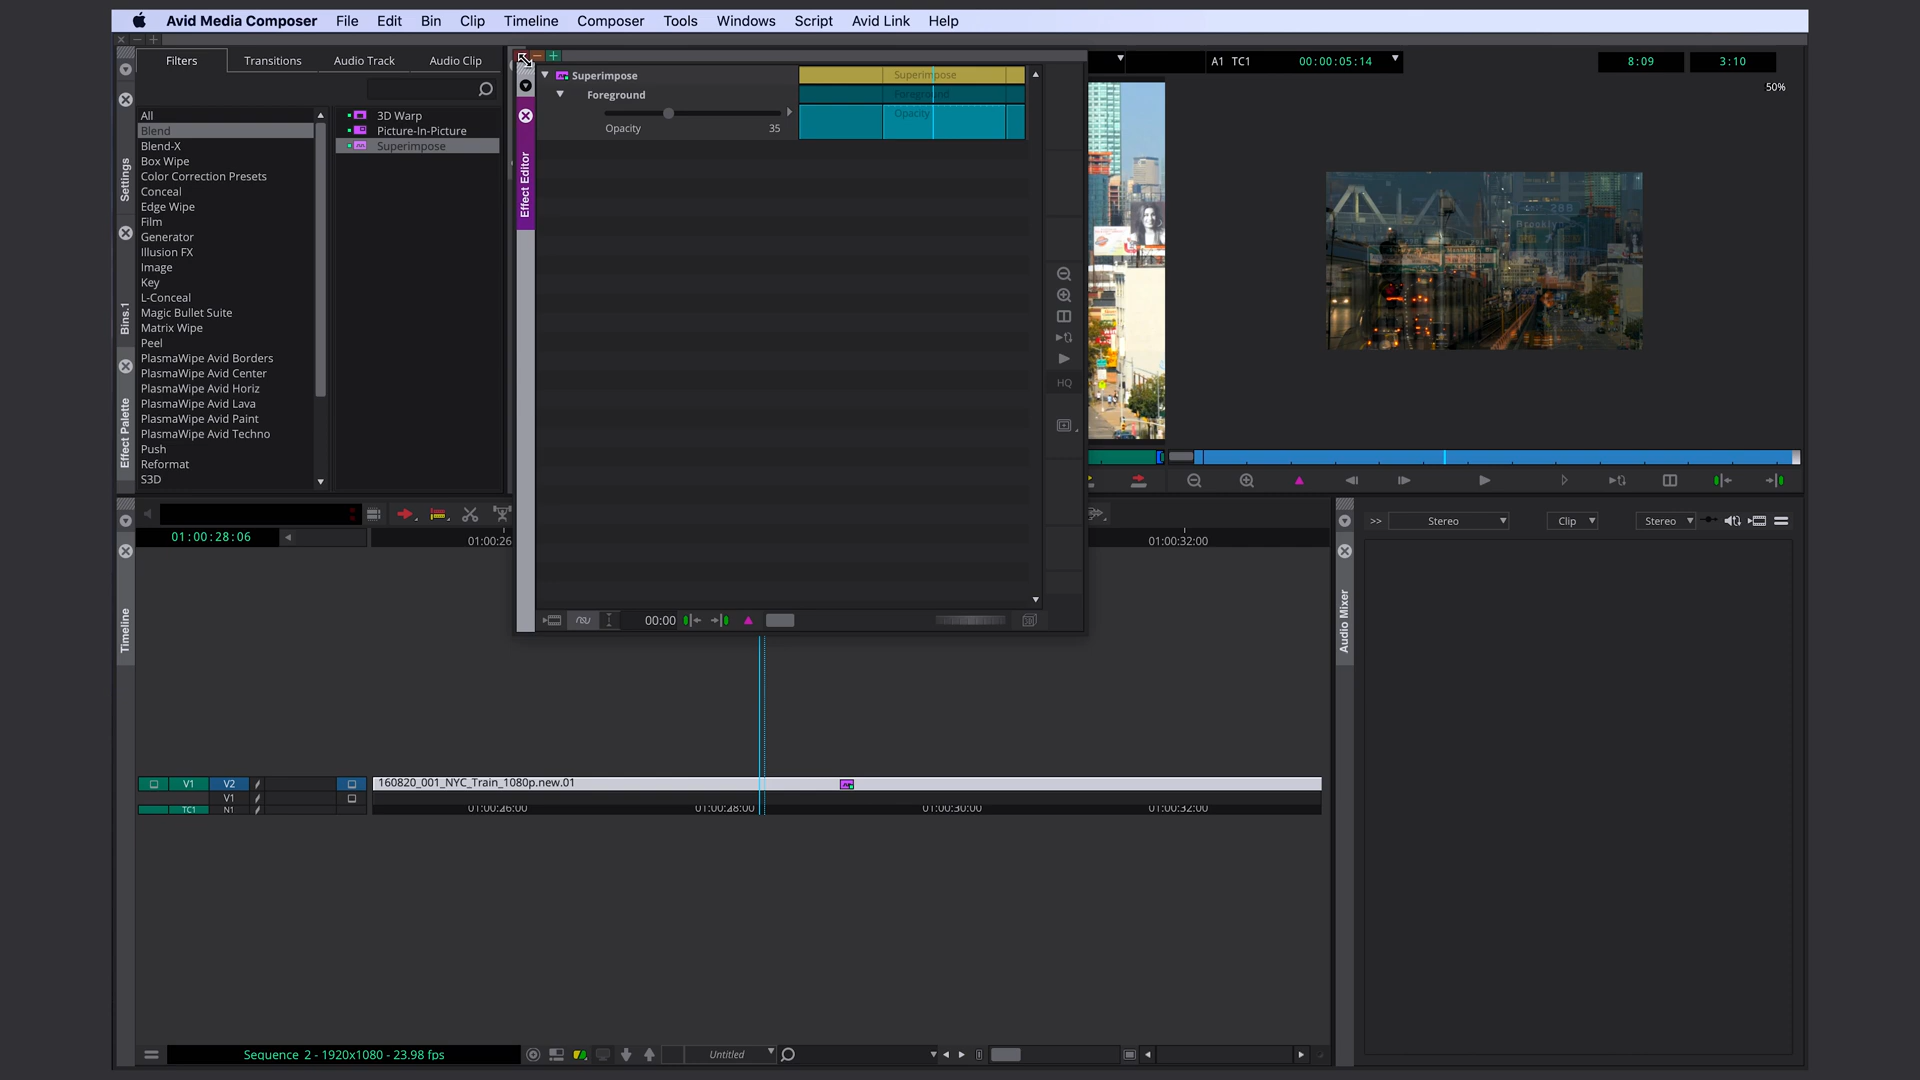 Avid Media Composer File Edit Bin Clip Timeline Composer Tools Windows Script Avid Link Help
Filters Transitions Audio Track Audio Clip
All
Blend
Blend-X
Box Wipe
Color Correction Presets
Conceal
Edge Wipe
Film
Generator
Illusion FX
Image
Key
L-Conceal
Magic Bullet Suite
Matrix Wipe
Peel
PlasmaWipe Avid Borders
PlasmaWipe Avid Center
PlasmaWipe Avid Horiz
PlasmaWipe Avid Lava
PlasmaWipe Avid Paint
PlasmaWipe Avid Techno
Push
Reformat
S3D
3D Warp
Picture-In-Picture
Superimpose
Settings
Bins.1
Effect Palette
Effect Editor
Superimpose
Foreground
Opacity 35
Superimpose
Foreground
Opacity
HQ
00:00
A1 TC1 00:00:05:14
8:09 3:10
50%
01:00:28:06
01:00:26
01:00:32:00
Timeline
V1 V2
V1
TC1 N1
160820_001_NYC_Train_1080p.new.01
01:00:26:00 01:00:28:00 01:00:30:00 01:00:32:00
>> Stereo Clip Stereo
Audio Mixer
Sequence 2 - 1920x1080 - 23.98 fps
Untitled